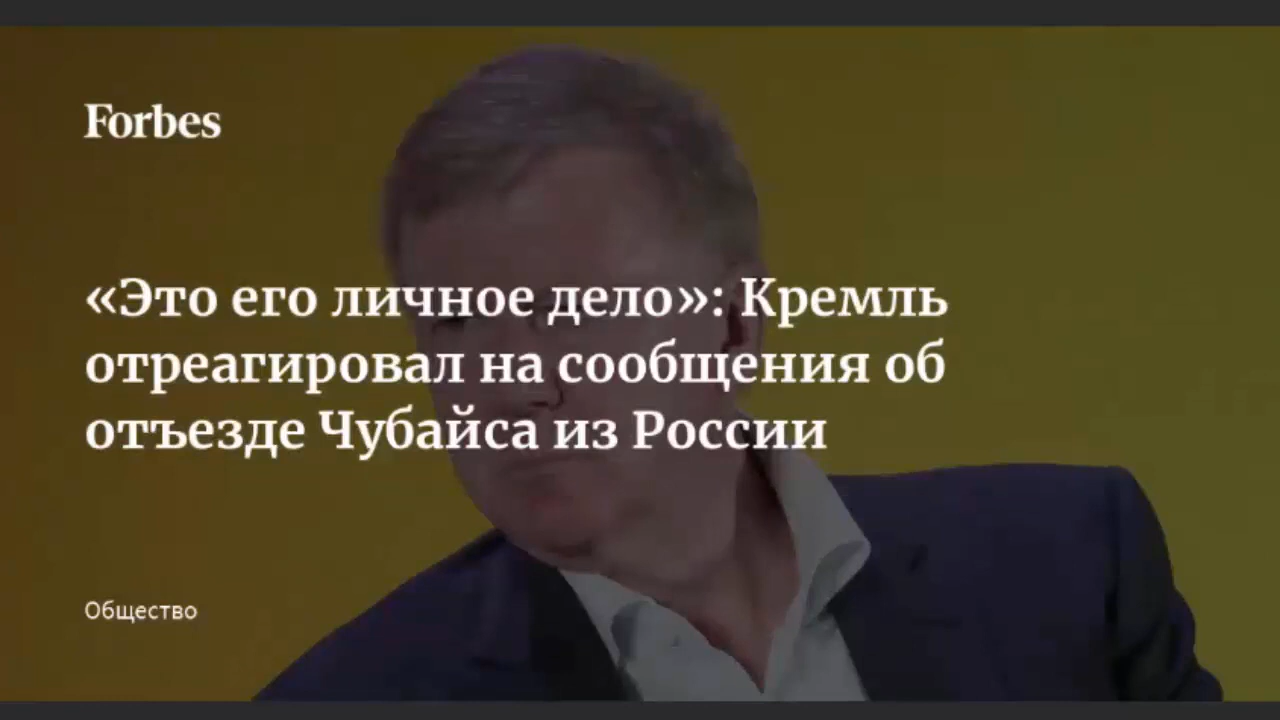 Forbes
«Это его личное дело»: Кремль
отреагировал на сообщения об
отъезде Чубайса из России
Общество